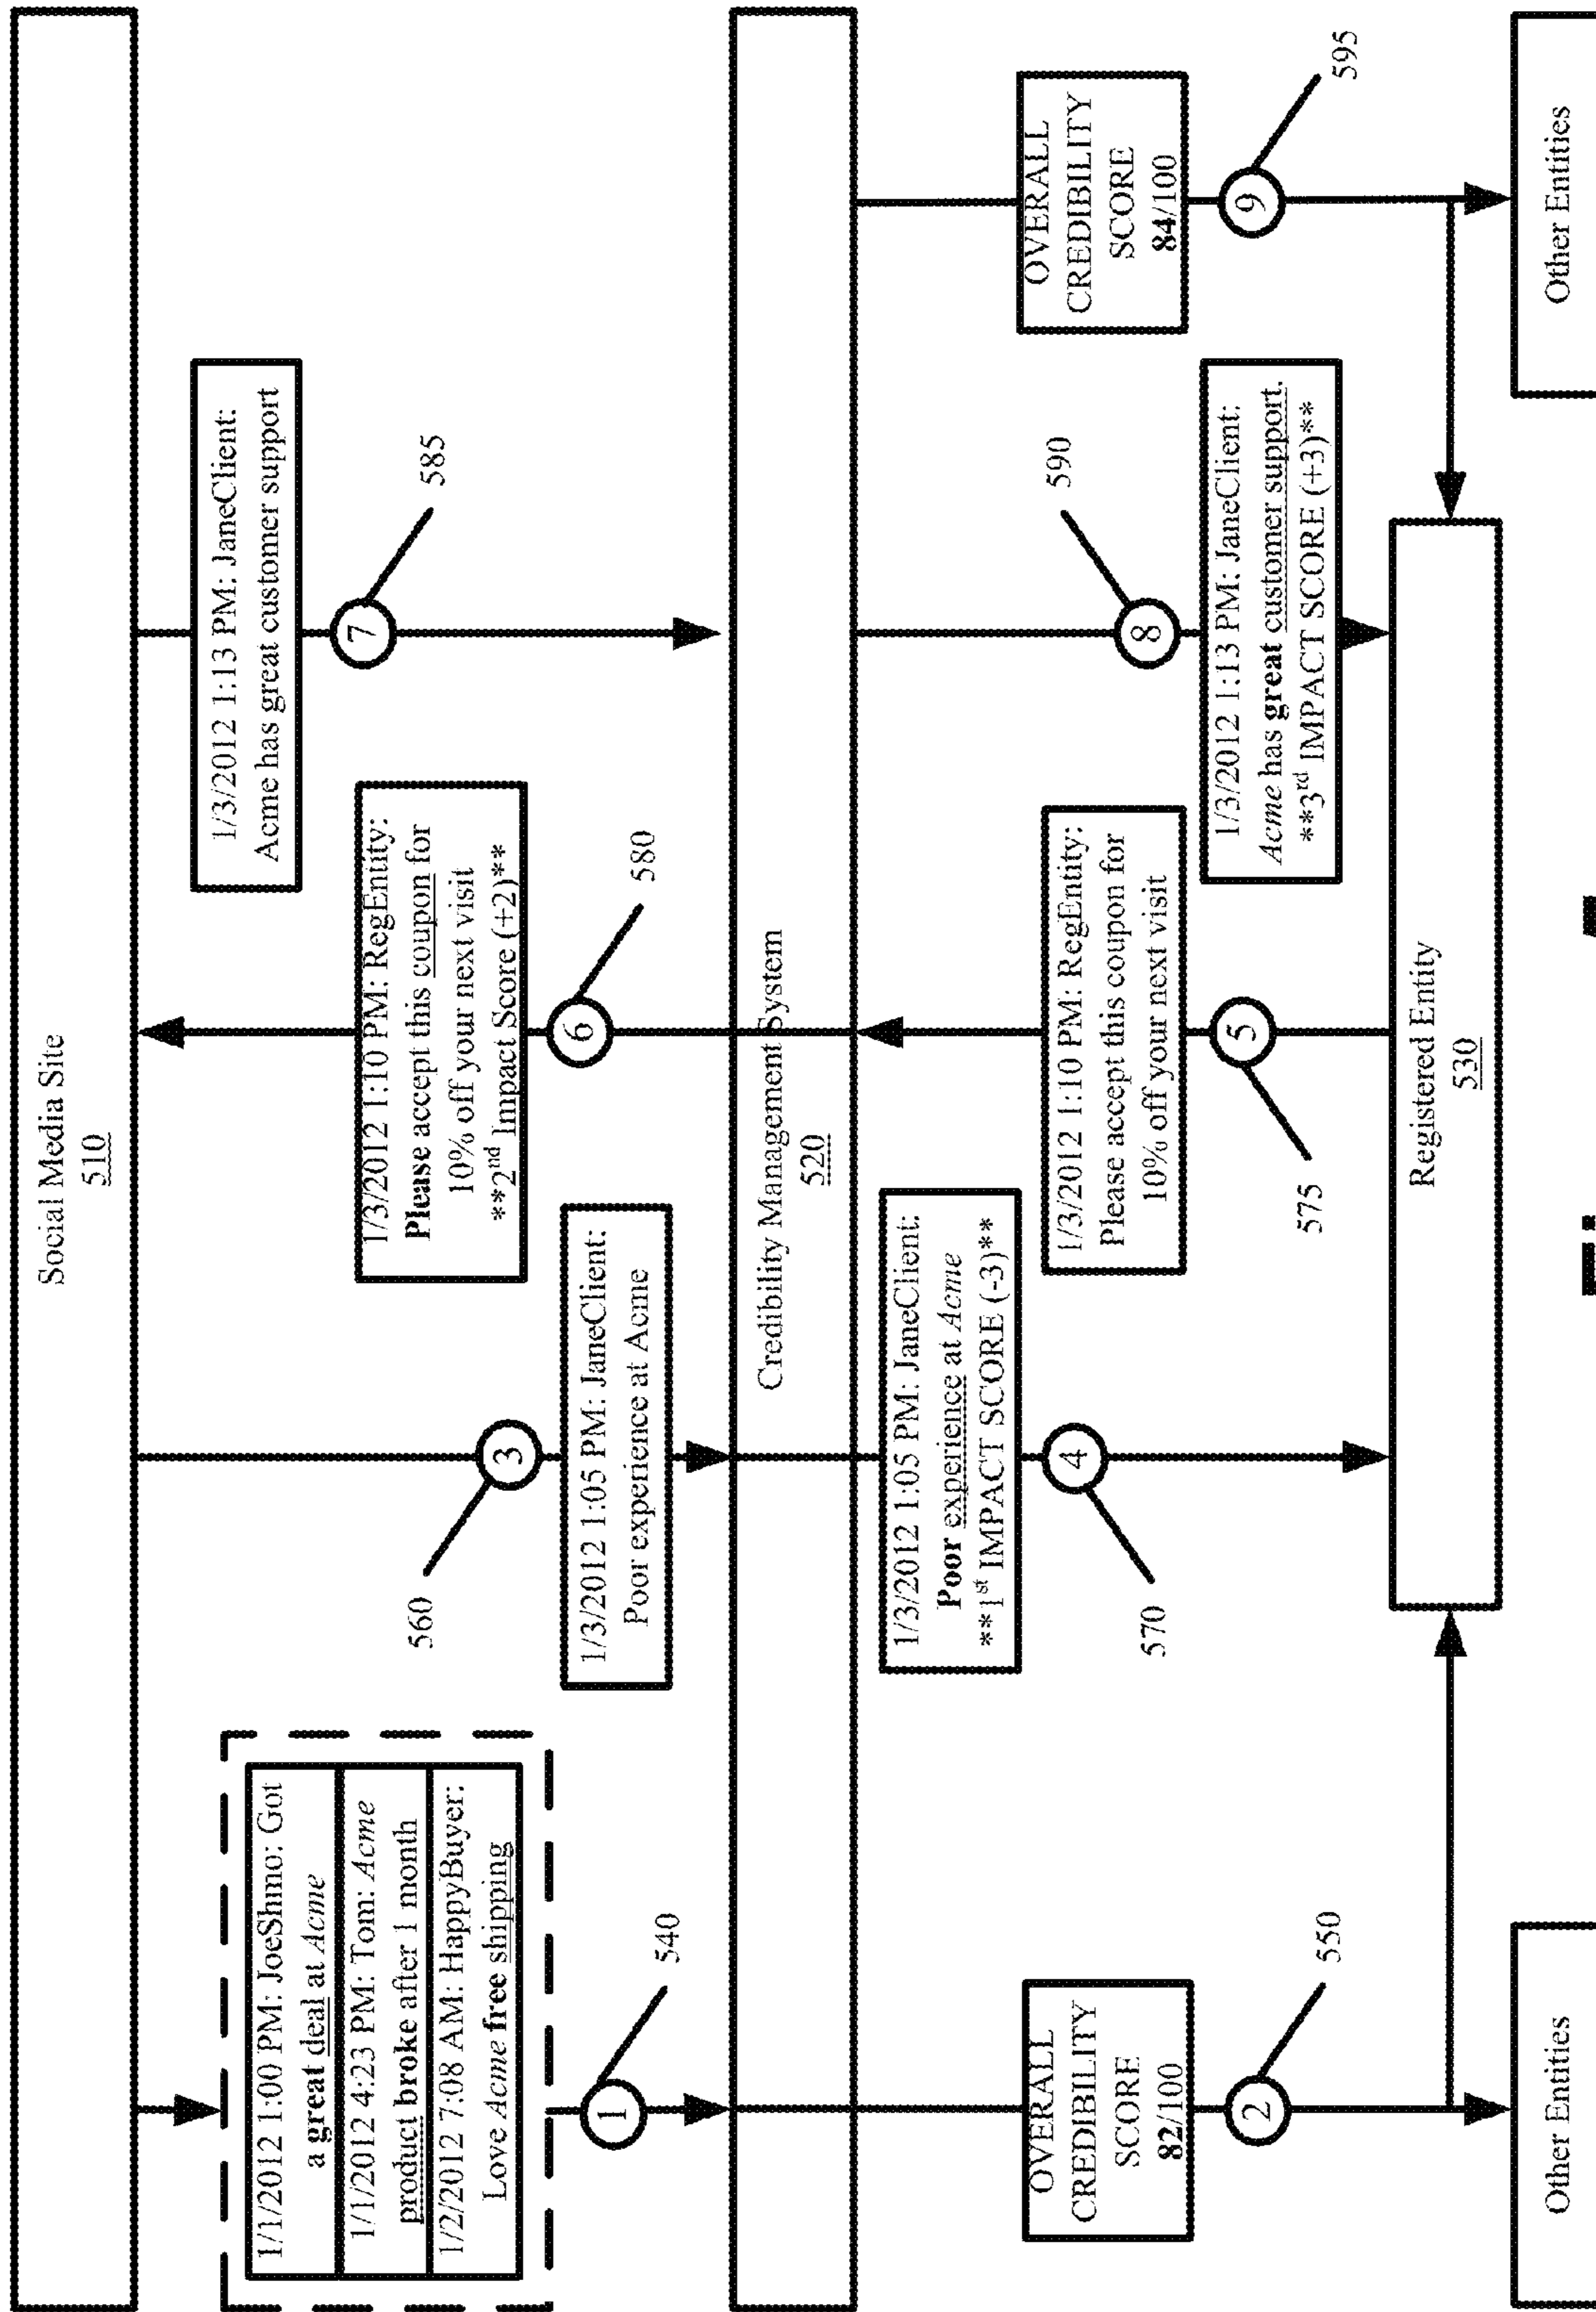 Social Media Site
510
1/1/2012 1:00 PM: JoeShmo: Got
a great deal at Acme
1/1/2012 4:23 PM: Tom: Acme
product broke after 1 month
1/2/2012 7:08 AM: HappyBuyer:
Love Acme free shipping
1
540
3
560
1/3/2012 1:05 PM: JaneClient:
Poor experience at Acme
1/3/2012 1:10 PM: RegEntity:
Please accept this coupon for
10% off your next visit
**2nd Impact Score (+2)**
6
580
1/3/2012 1:13 PM: JaneClient:
Acme has great customer support
7
585
Credibility Management System
520
OVERALL
CREDIBILITY
SCORE
82/100
2
550
1/3/2012 1:05 PM: JaneClient:
Poor experience at Acme
**1st IMPACT SCORE (-3)**
4
570
1/3/2012 1:10 PM: RegEntity:
Please accept this coupon for
10% off your next visit
5
575
8
590
1/3/2012 1:13 PM: JaneClient:
Acme has great customer support.
**3rd IMPACT SCORE (+3)**
OVERALL
CREDIBILITY
SCORE
84/100
9
595
Registered Entity
530
Other Entities
Other Entities